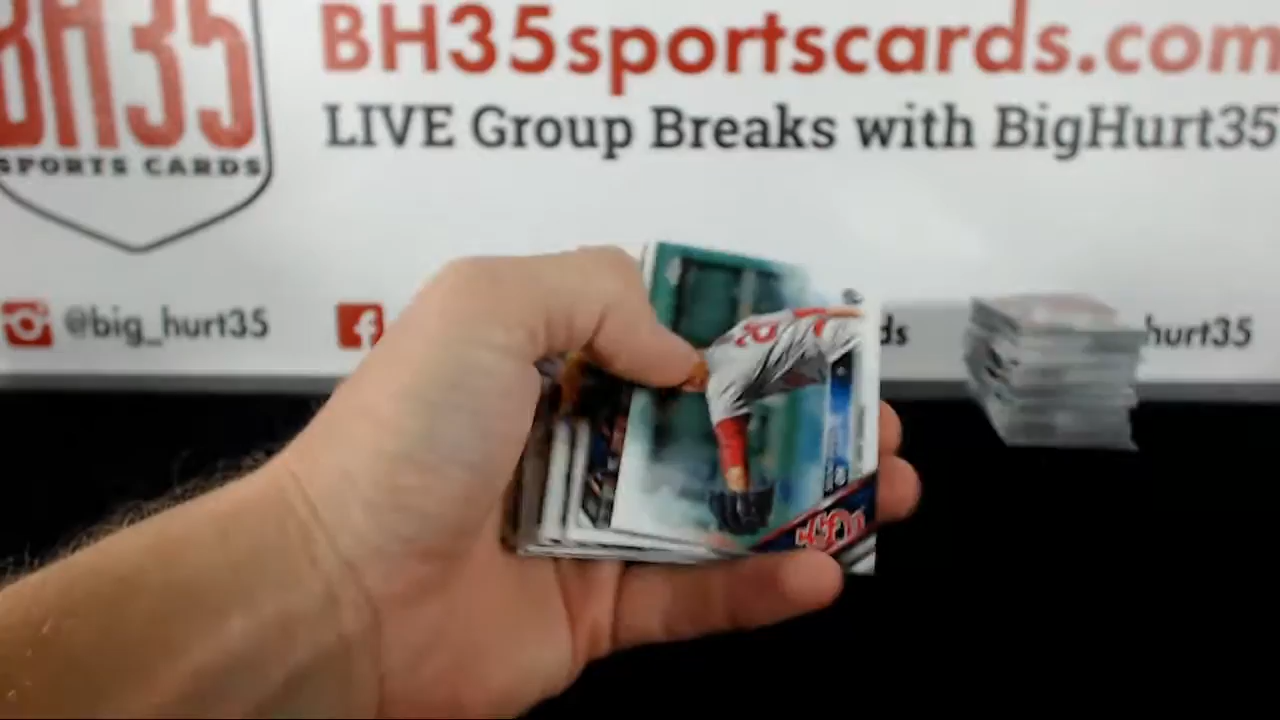 BH35
SPORTS CARDS
BH35sportscards.com
LIVE Group Breaks with BigHurt35
@big_hurt35
ds
hurt35